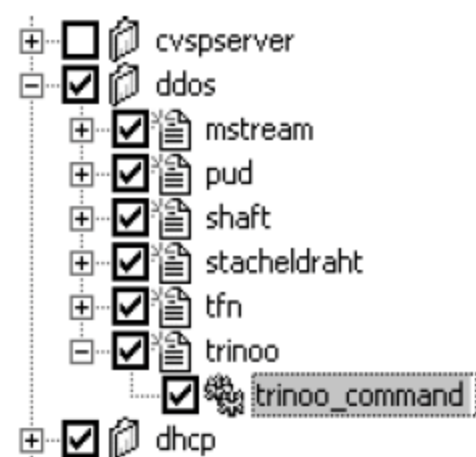 cvspserver
ddos
mstream
pud
shaft
stacheldraht
tfn
trinoo
trinoo_command
dhcp